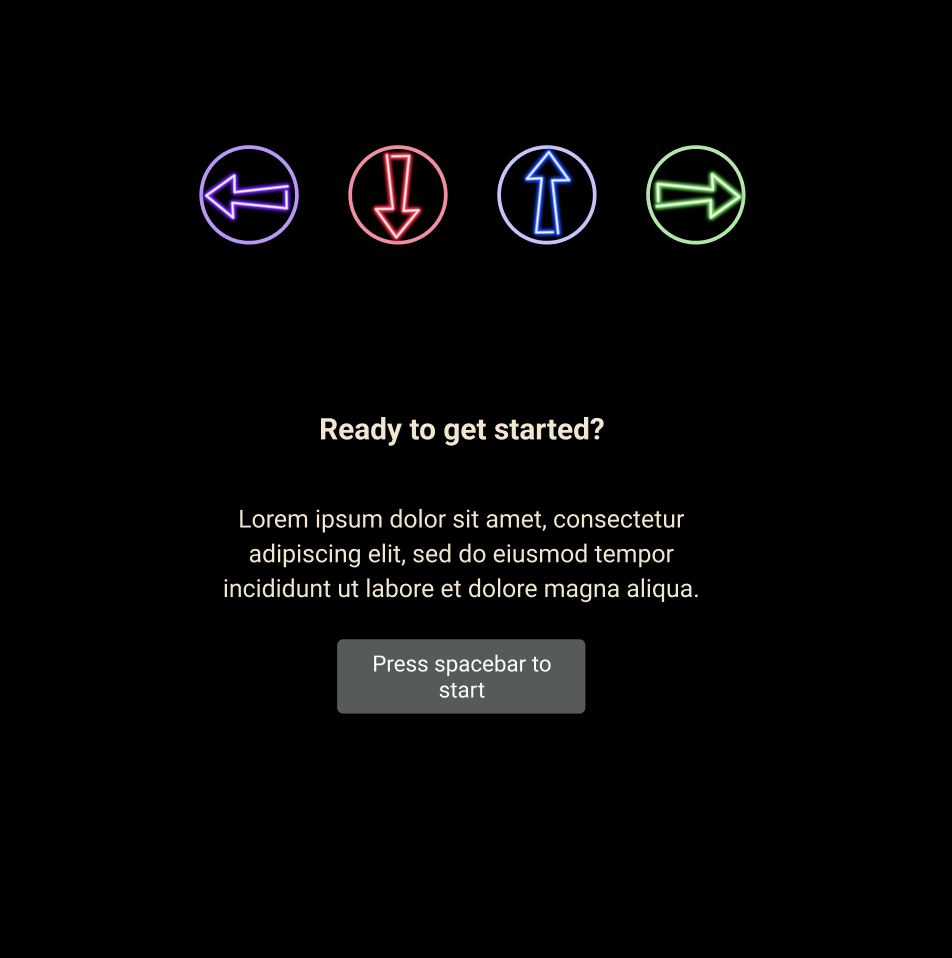 Ready to get started?
Lorem ipsum dolor sit amet, consectetur
adipiscing elit, sed do eiusmod tempor
incididunt ut labore et dolore magna aliqua.
Press spacebar to
start